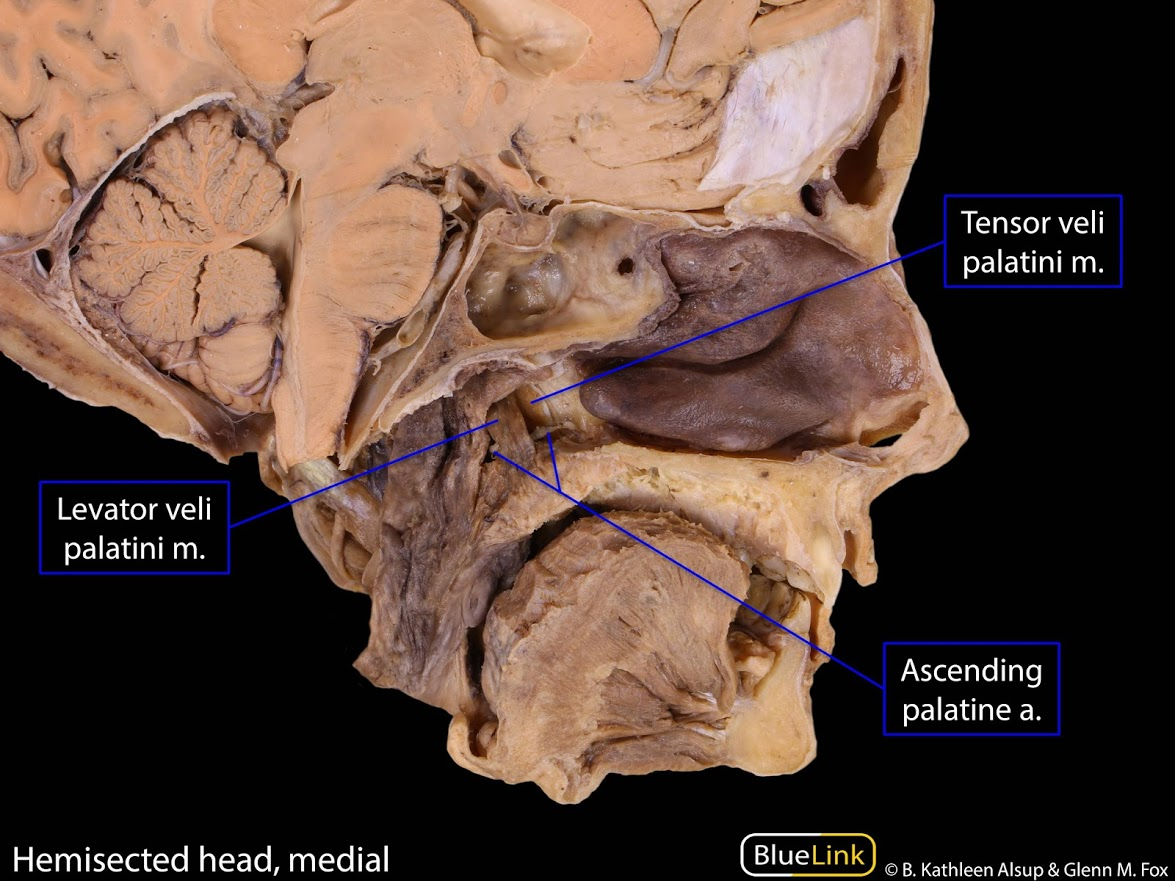 Tensor veli
palatini m.
Levator veli
palatini m.
Ascending
palatine a.
Hemisected head, medial
BlueLink
© B. Kathleen Alsup & Glenn M. Fox